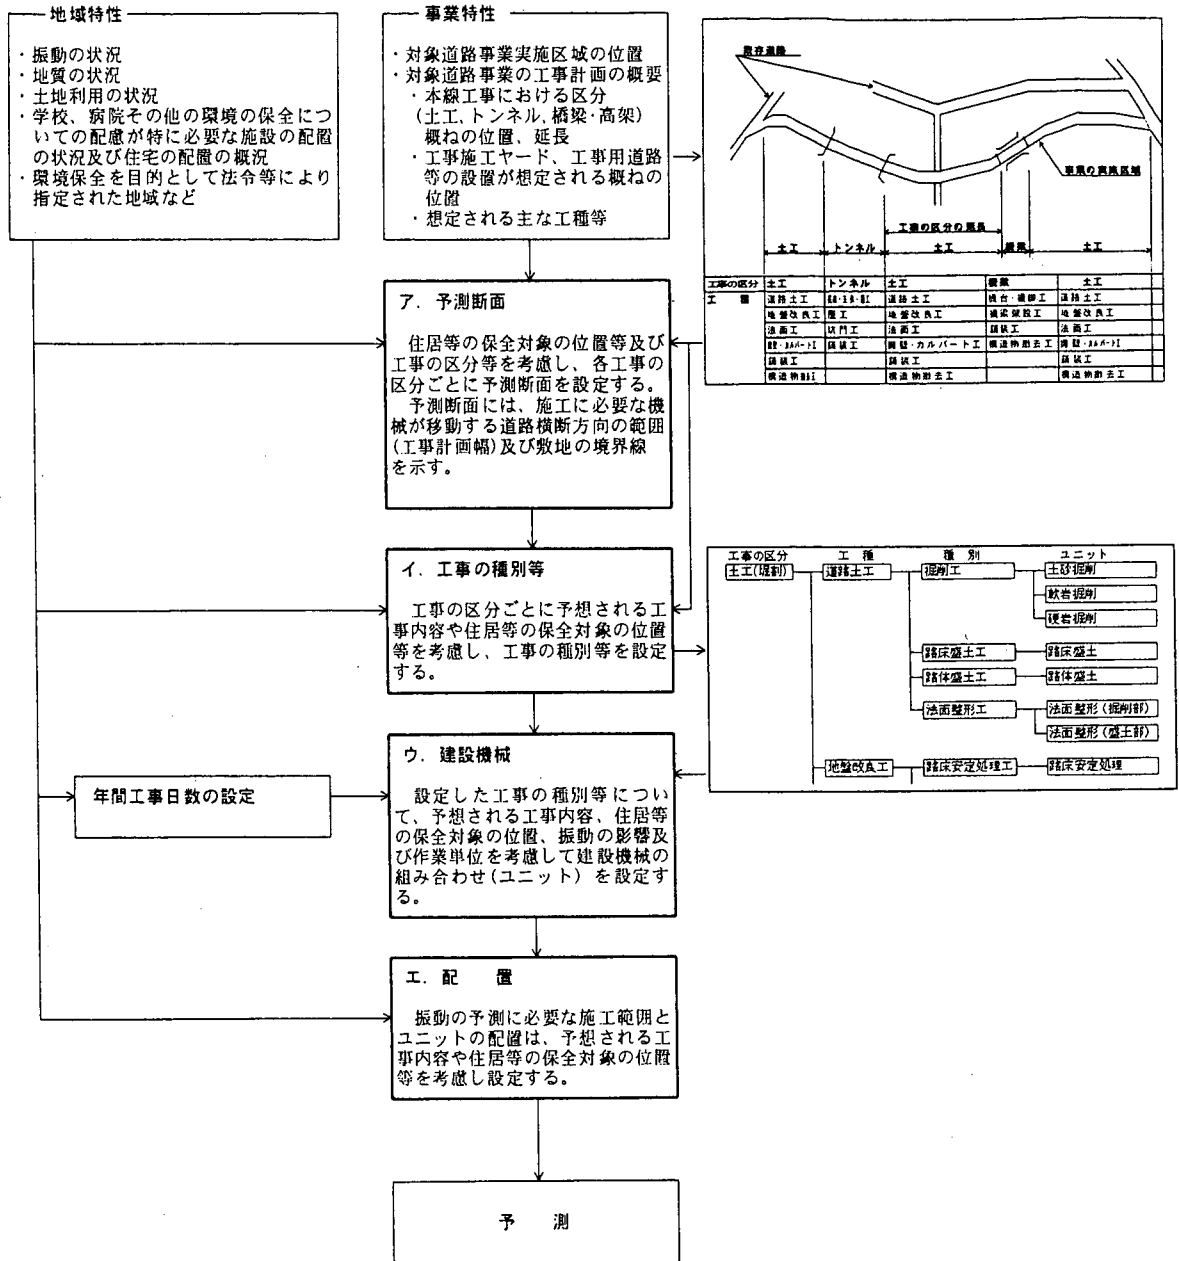 地域特性
・振動の状況
・地質の状況
・土地利用の状況
・学校、病院その他の環境の保全につ
いての配慮が特に必要な施設の配置
の状況及び住宅の配置の概況
・環境保全を目的として法令等により
指定された地域など
事業特性
・対象道路事業実施区域の位置
・対象道路事業の工事計画の概要
・本線工事における区分
(土工、トンネル、橋梁・高架)
概ねの位置、延長
・工事施工ヤード、工事用道路
等の設置が想定される概ねの
位置
・想定される主な工種等
既存道路
事業の実施区域
工事の区分の延長
土工 トンネル 土工 橋梁 土工
工事の区分 土工 トンネル 土工 橋梁 土工
工種 道路土工 道路土工 橋台・橋脚工 道路土工
地盤改良工 覆工 地盤改良工 橋梁架設工 地盤改良工
法面工 坑門工 法面工 舗装工 法面工
擁壁・カルバート工 舗装工 擁壁・カルバート工 構造物撤去工 擁壁・カルバート工
舗装工 舗装工 舗装工
構造物撤去工 構造物撤去工 構造物撤去工
ア．予測断面
住居等の保全対象の位置等及び
工事の区分等を考慮し、各工事の
区分ごとに予測断面を設定する。
予測断面には、施工に必要な機
械が移動する道路横断方向の範囲
(工事計画幅)及び敷地の境界線
を示す。
イ．工事の種別等
工事の区分ごとに予想される工
事内容や住居等の保全対象の位置
等を考慮し、工事の種別等を設定
する。
工事の区分 工種 種別 ユニット
土工(掘割) 道路土工 掘削工 土砂掘削
軟岩掘削
硬岩掘削
路床盛土工 路床盛土
路体盛土工 路体盛土
法面整形工 法面整形(掘削部)
法面整形(盛土部)
地盤改良工 路床安定処理工 路床安定処理
年間工事日数の設定
ウ．建設機械
設定した工事の種別等につい
て、予想される工事内容、住居等
の保全対象の位置、振動の影響及
び作業単位を考慮して建設機械の
組み合わせ(ユニット)を設定す
る。
エ．配　置
振動の予測に必要な施工範囲と
ユニットの配置は、予想される工
事内容や住居等の保全対象の位置
等を考慮し設定する。
予　測